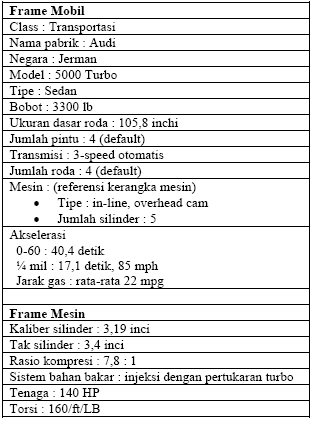 Frame Mobil
Class : Transportasi
Nama pabrik : Audi
Negara : Jerman
Model : 5000 Turbo
Tipe : Sedan
Bobot : 3300 lb
Ukuran dasar roda : 105,8 inchi
Jumlah pintu : 4 (default)
Transmisi : 3-speed otomatis
Jumlah roda : 4 (default)
Mesin : (referensi kerangka mesin)
• Tipe : in-line, overhead cam
• Jumlah silinder : 5
Akselerasi
0-60 : 40,4 detik
¼ mil : 17,1 detik, 85 mph
Jarak gas : rata-rata 22 mpg
Frame Mesin
Kaliber silinder : 3,19 inci
Tak silinder : 3,4 inci
Rasio kompresi : 7,8 : 1
Sistem bahan bakar : injeksi dengan pertukaran turbo
Tenaga : 140 HP
Torsi : 160/ft/LB